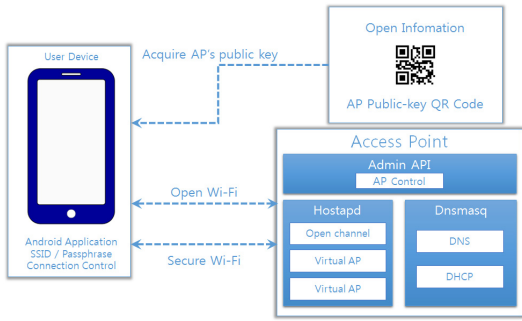 User Device
Android Application
SSID / Passphrase
Connection Control
Acquire AP's public key
Open Infomation
AP Public-key QR Code
Open Wi-Fi
Secure Wi-Fi
Access Point
Admin API
AP Control
Hostapd
Open channel
Virtual AP
Virtual AP
Dnsmasq
DNS
DHCP